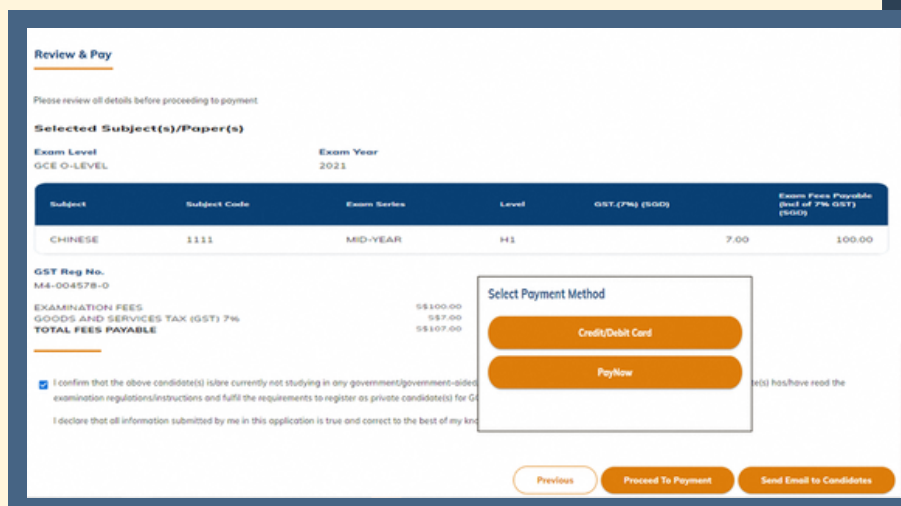 Review & Pay
Please review all details before proceeding to payment
Selected Subject(s)/Paper(s)
Exam Level Exam Year
GCE O-LEVEL 2021
Subject Subject Code Exam Series Level GST.(7%) (SGD) Exam Fees Payable (incl of 7% GST) (SGD)
CHINESE 1111 MID-YEAR H1 7.00 100.00
GST Reg No.
M4-004578-0
EXAMINATION FEES S$100.00
GOODS AND SERVICES TAX (GST) 7% S$7.00
TOTAL FEES PAYABLE S$107.00
Select Payment Method
Credit/Debit Card
PayNow
I confirm that the above candidate(s) is/are currently not studying in any government/government-aided, te(s) has/have read the
examination regulations/instructions and fulfil the requirements to register as private candidate(s) for G
I declare that all information submitted by me in this application is true and correct to the best of my kno
Previous Proceed To Payment Send Email to Candidates